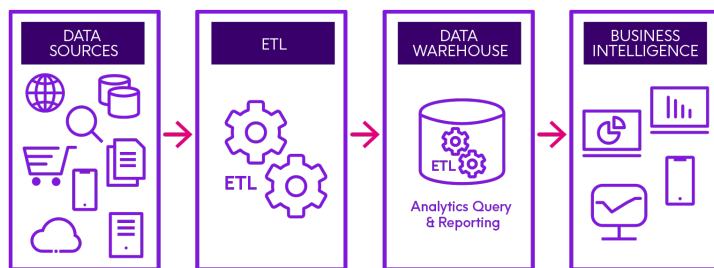 DATA
SOURCES
ETL
ETL
DATA
WAREHOUSE
ETL
Analytics Query
& Reporting
BUSINESS
INTELLIGENCE